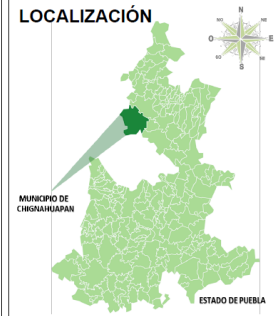 LOCALIZACIÓN
N
NO
NE
O
E
SO
SE
S
MUNICIPIO DE
CHIGNAHUAPAN
ESTADO DE PUEBLA